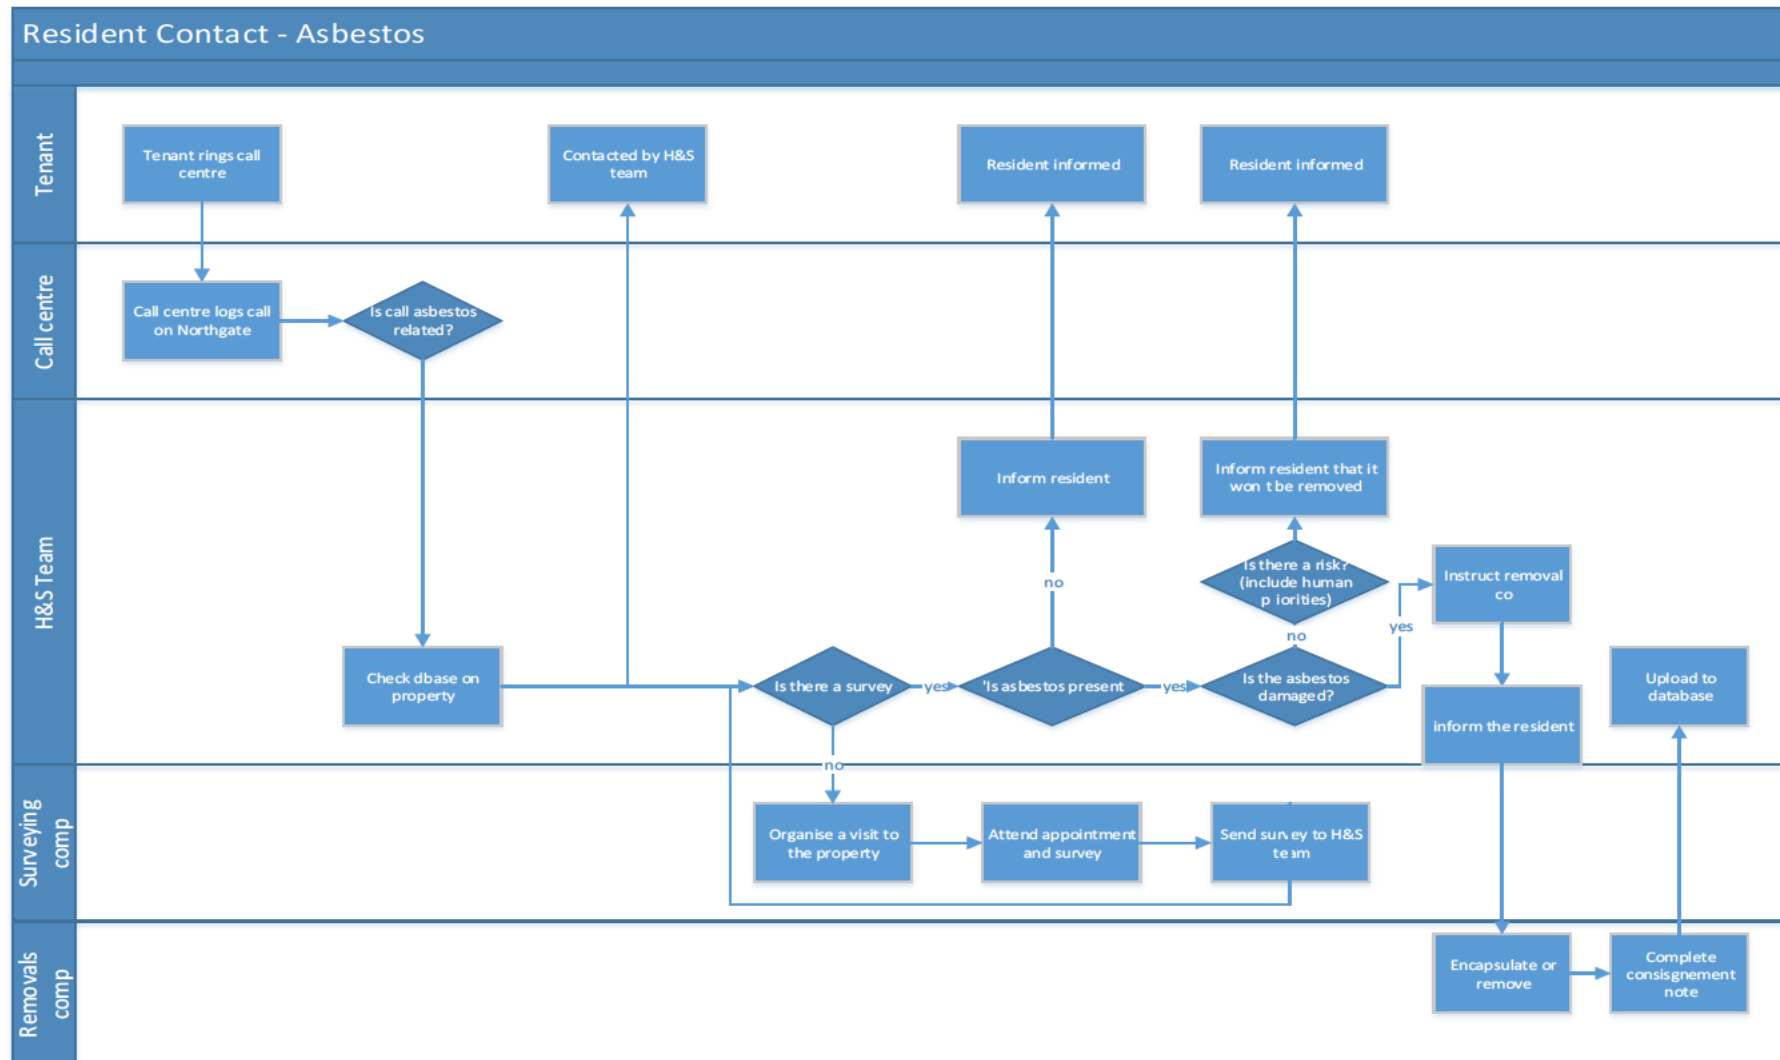 Resident Contact - Asbestos
Tenant
Tenant rings call
centre
Contacted by H&S
team
Resident informed
Resident informed
Call centre
Call centre logs call
on Northgate
Is call asbestos
related?
H&S Team
Inform resident
Inform resident that it
won t be removed
no
Is there a risk?
(include human
p iorities)
Instruct removal
co
yes
no
Check dbase on
property
Is there a survey
yes
'Is asbestos present
yes
Is the asbestos
damaged?
Upload to
database
inform the resident
no
Surveying
comp
Organise a visit to
the property
Attend appointment
and survey
Send survey to H&S
team
Removals
comp
Encapsulate or
remove
Complete
consisgnement
note